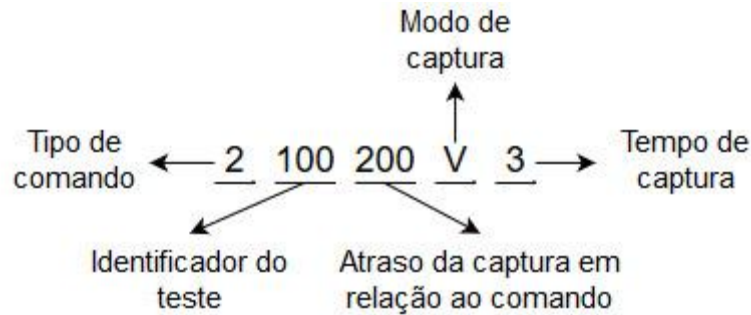 Modo de
captura
Tipo de
comando
2 100 200 V 3
Tempo de
captura
Identificador do
teste
Atraso da captura em
relação ao comando